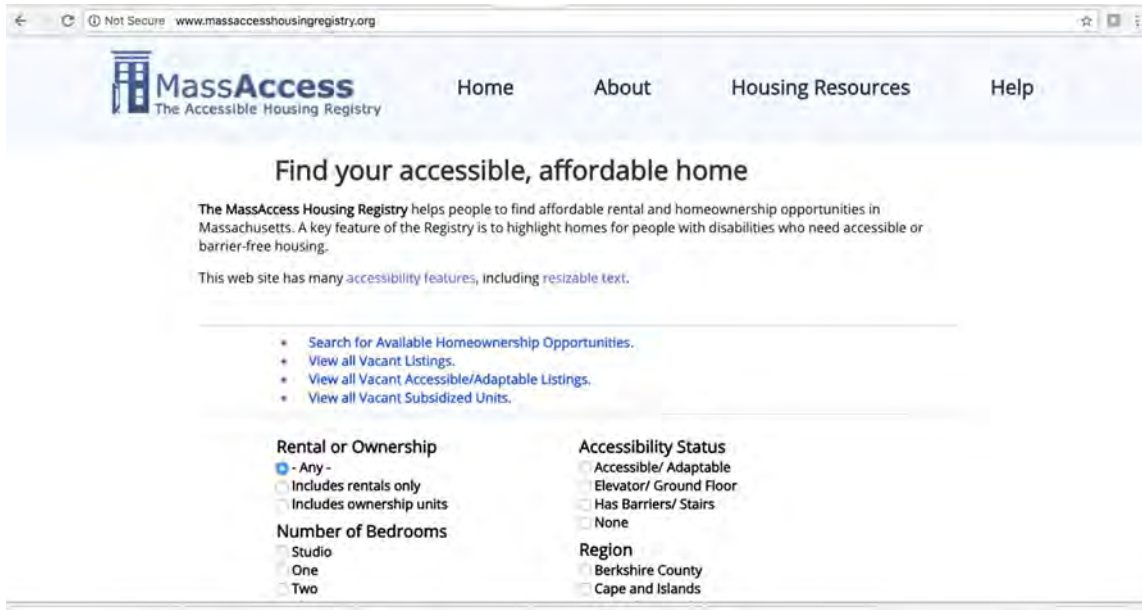 Not Secure www.massaccesshousingregistry.org
MassAccess
The Accessible Housing Registry
Home About Housing Resources Help
Find your accessible, affordable home
The MassAccess Housing Registry helps people to find affordable rental and homeownership opportunities in
Massachusetts. A key feature of the Registry is to highlight homes for people with disabilities who need accessible or
barrier-free housing.
This web site has many accessibility features, including resizable text.
Search for Available Homeownership Opportunities.
View all Vacant Listings.
View all Vacant Accessible/Adaptable Listings.
View all Vacant Subsidized Units.
Rental or Ownership
- Any -
Includes rentals only
Includes ownership units
Number of Bedrooms
Studio
One
Two
Accessibility Status
Accessible/ Adaptable
Elevator/ Ground Floor
Has Barriers/ Stairs
None
Region
Berkshire County
Cape and Islands